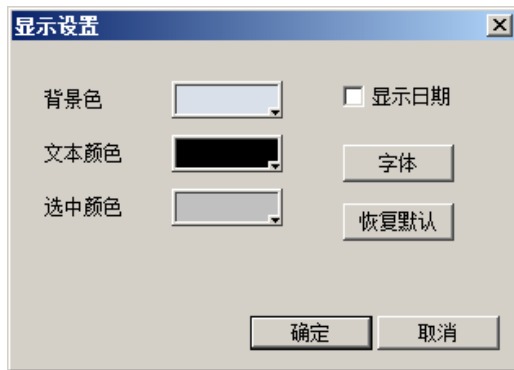 显示设置
背景色
显示日期
文本颜色
字体
选中颜色
恢复默认
确定
取消